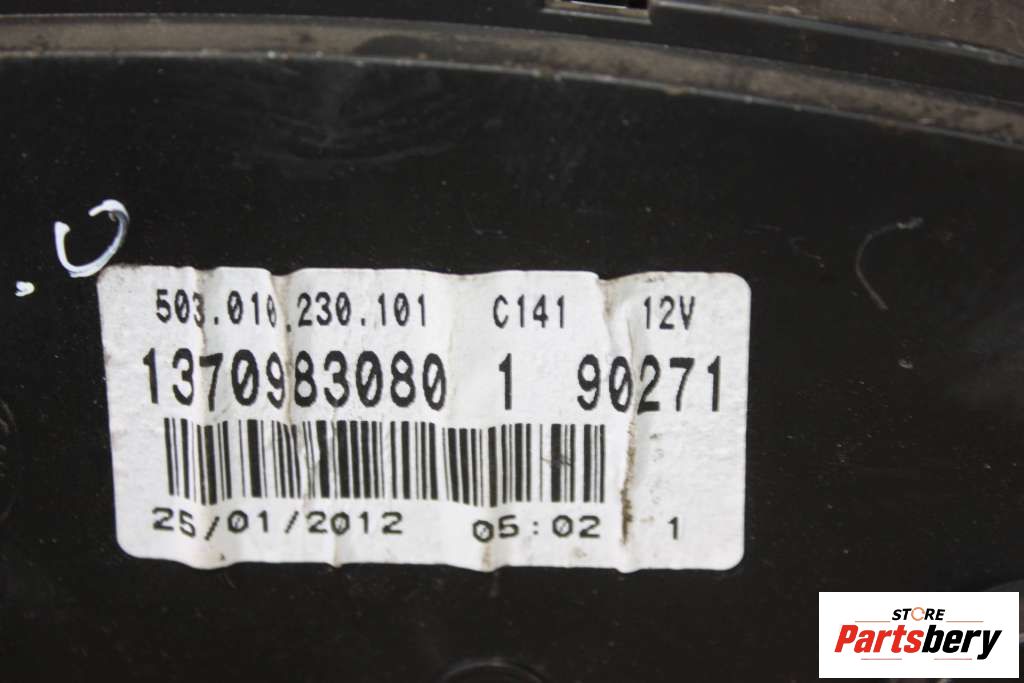 503.010.230.101 C141 12V
1370983080 1 90271
25/01/2012 05:02 1
STORE
Partsbery